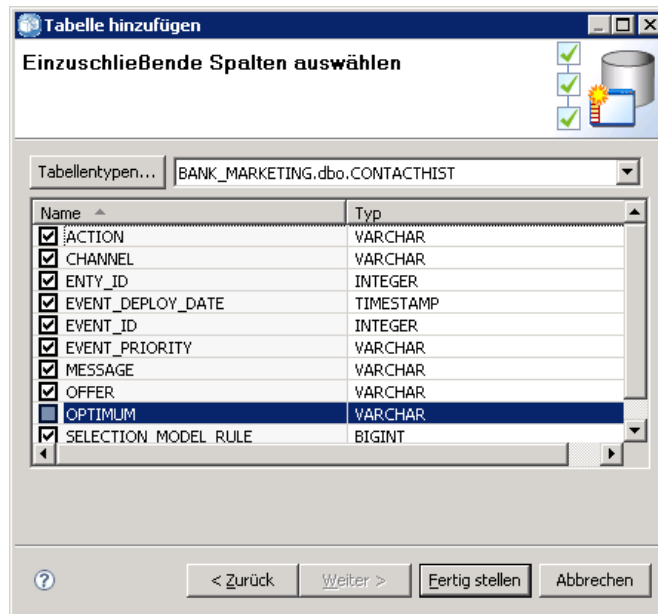 Tabelle hinzufügen
Einzuschließende Spalten auswählen
Tabellentypen... BANK_MARKETING.dbo.CONTACTHIST
Name Typ
ACTION VARCHAR
CHANNEL VARCHAR
ENTY_ID INTEGER
EVENT_DEPLOY_DATE TIMESTAMP
EVENT_ID INTEGER
EVENT_PRIORITY VARCHAR
MESSAGE VARCHAR
OFFER VARCHAR
OPTIMUM VARCHAR
SELECTION_MODEL_RULE BIGINT
? < Zurück Weiter > Fertig stellen Abbrechen